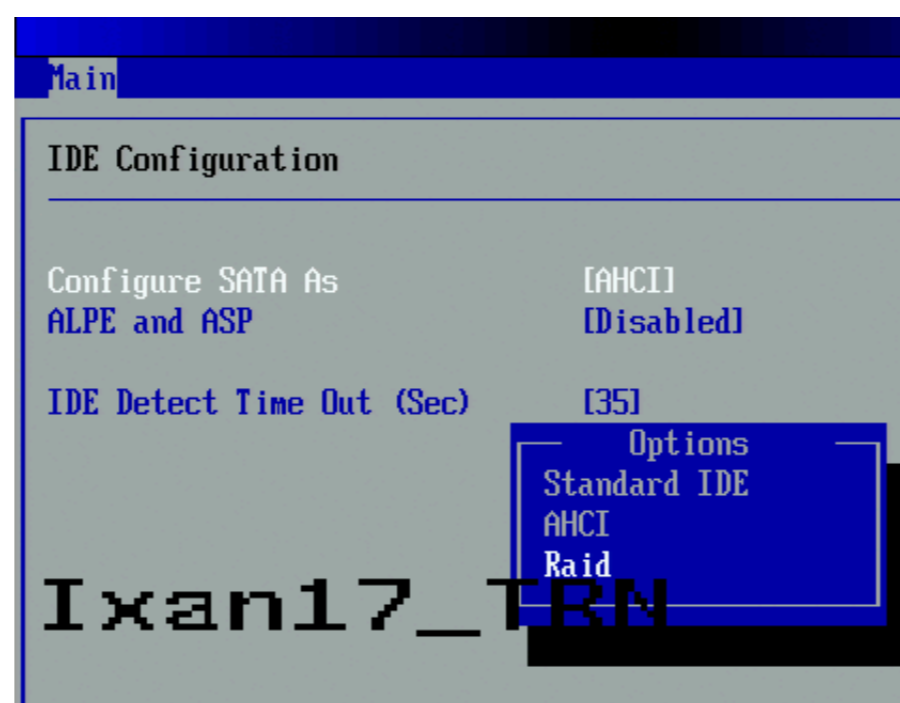 Main
IDE Configuration
Configure SATA As [AHCI]
ALPE and ASP [Disabled]
IDE Detect Time Out (Sec) [35]
Options
Standard IDE
AHCI
Raid
Ixan17_TRN